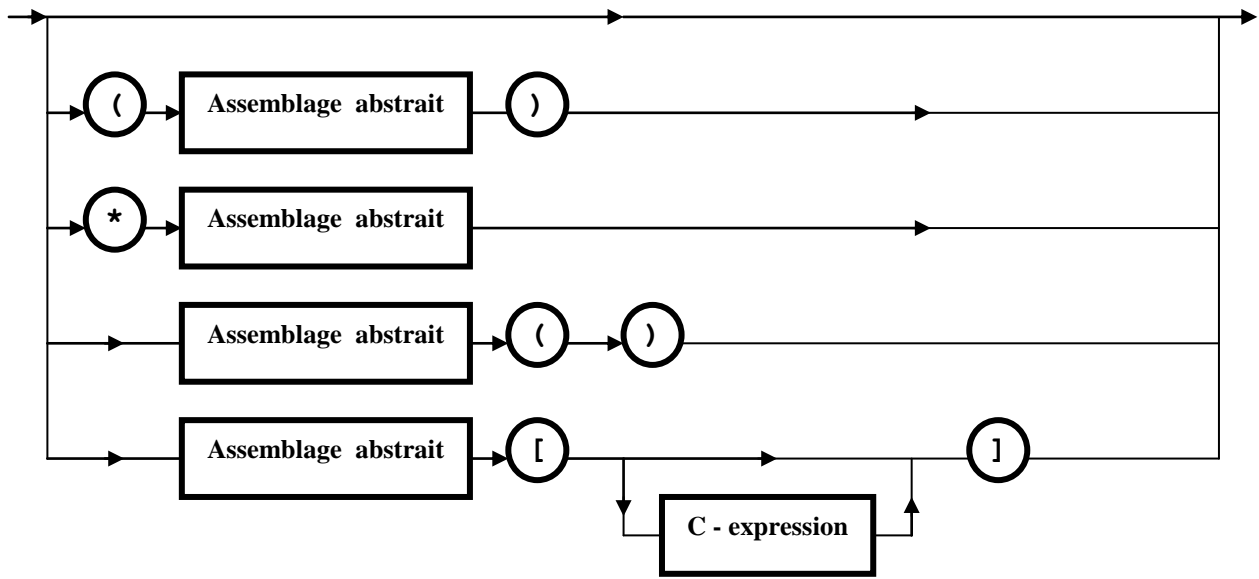 ( Assemblage abstrait )
* Assemblage abstrait
Assemblage abstrait ( )
Assemblage abstrait [ ]
C - expression